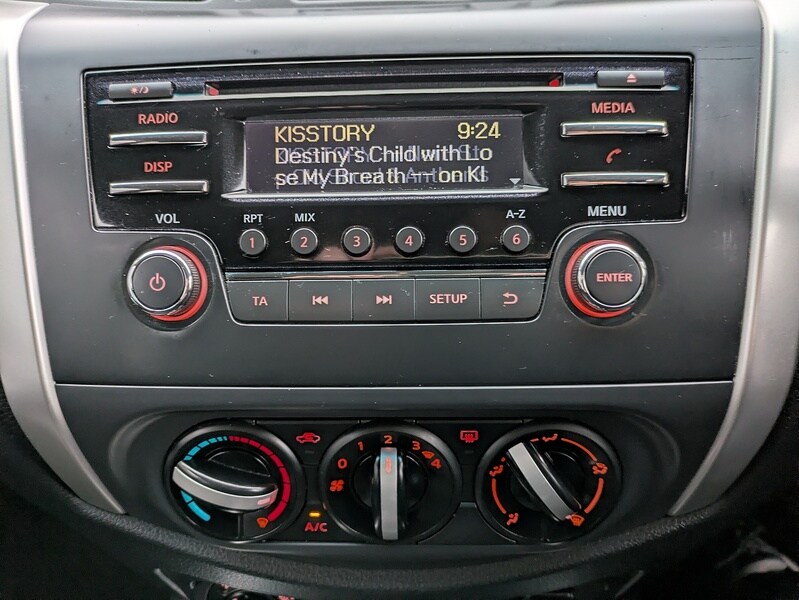 RADIO
MEDIA
DISP
KISSTORY 9:24
Destiny's Child with Lo
se My Breath - on KI
VOL
RPT
MIX
A-Z
MENU
1 2 3 4 5 6
ENTER
TA
SETUP
0 1 2 3 4
A/C